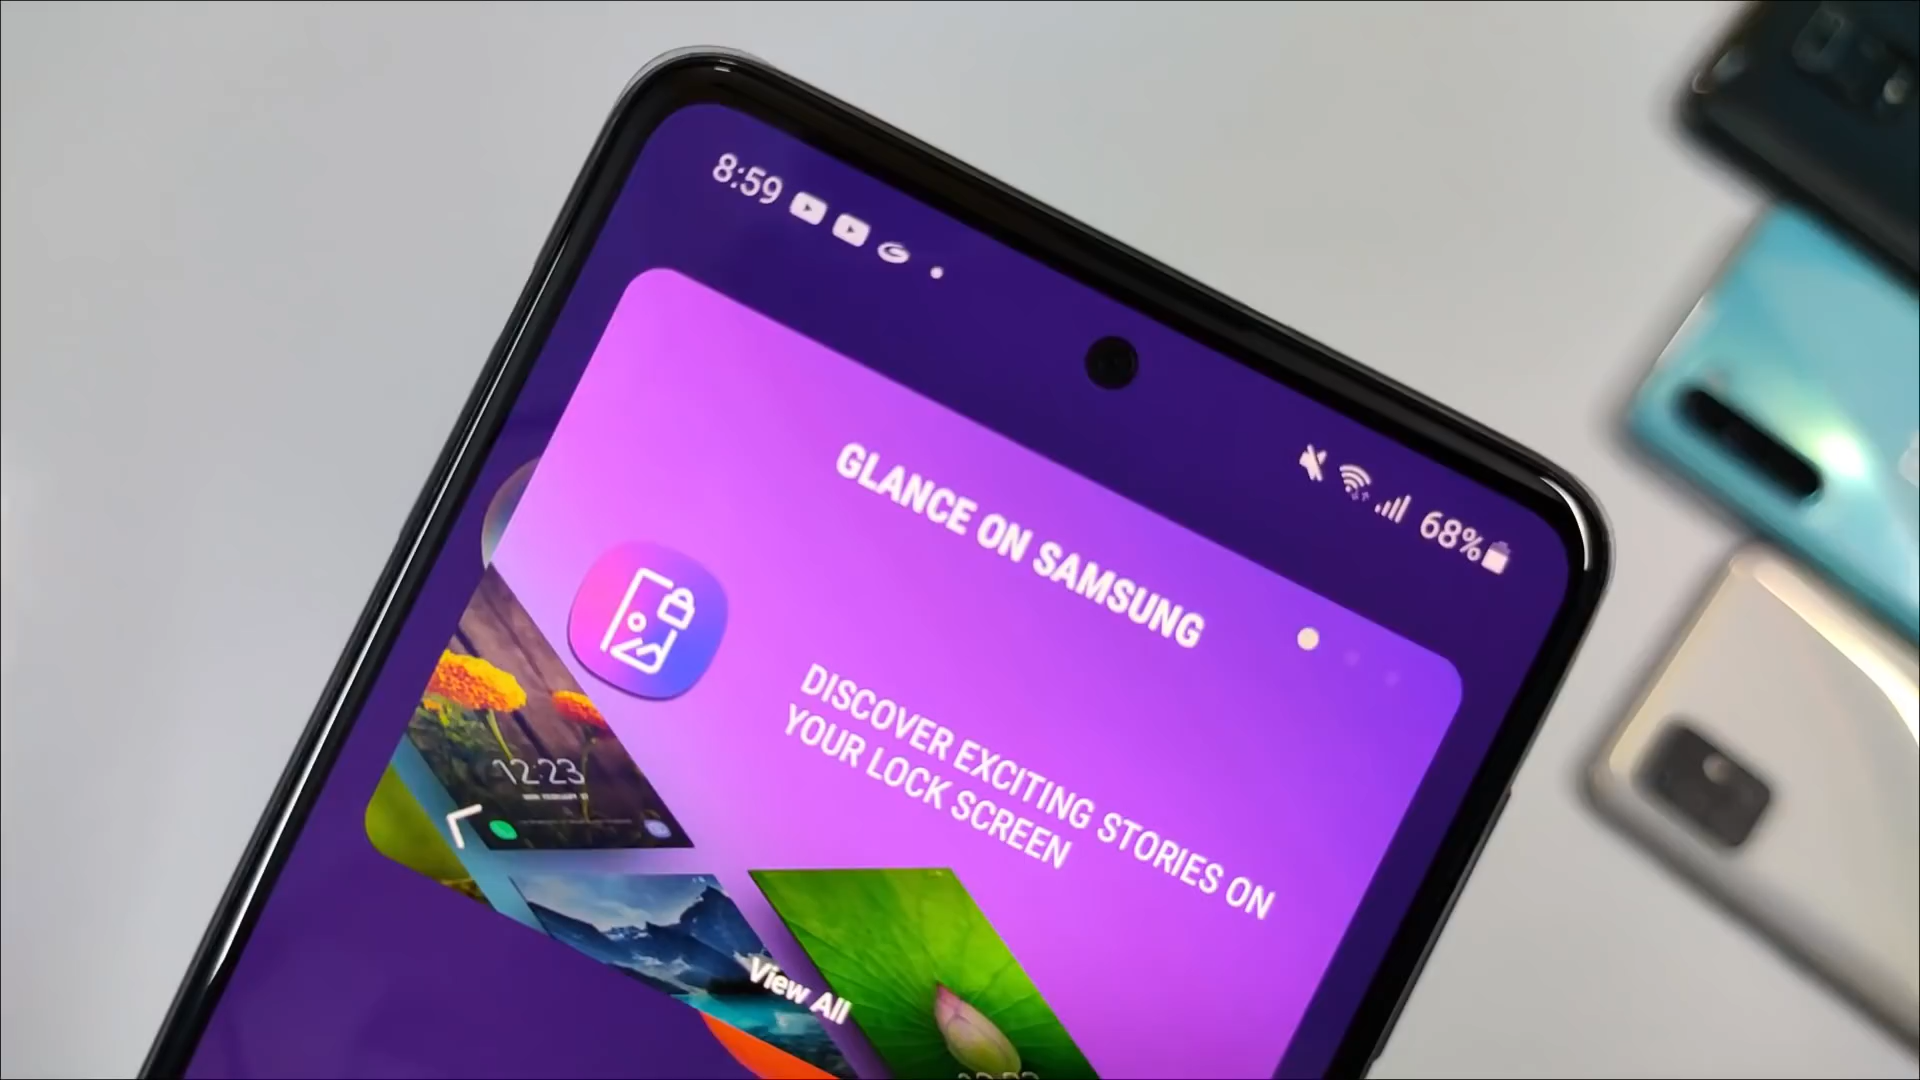 8:59
68%
GLANCE ON SAMSUNG
DISCOVER EXCITING STORIES ON
YOUR LOCK SCREEN
12:23
View All